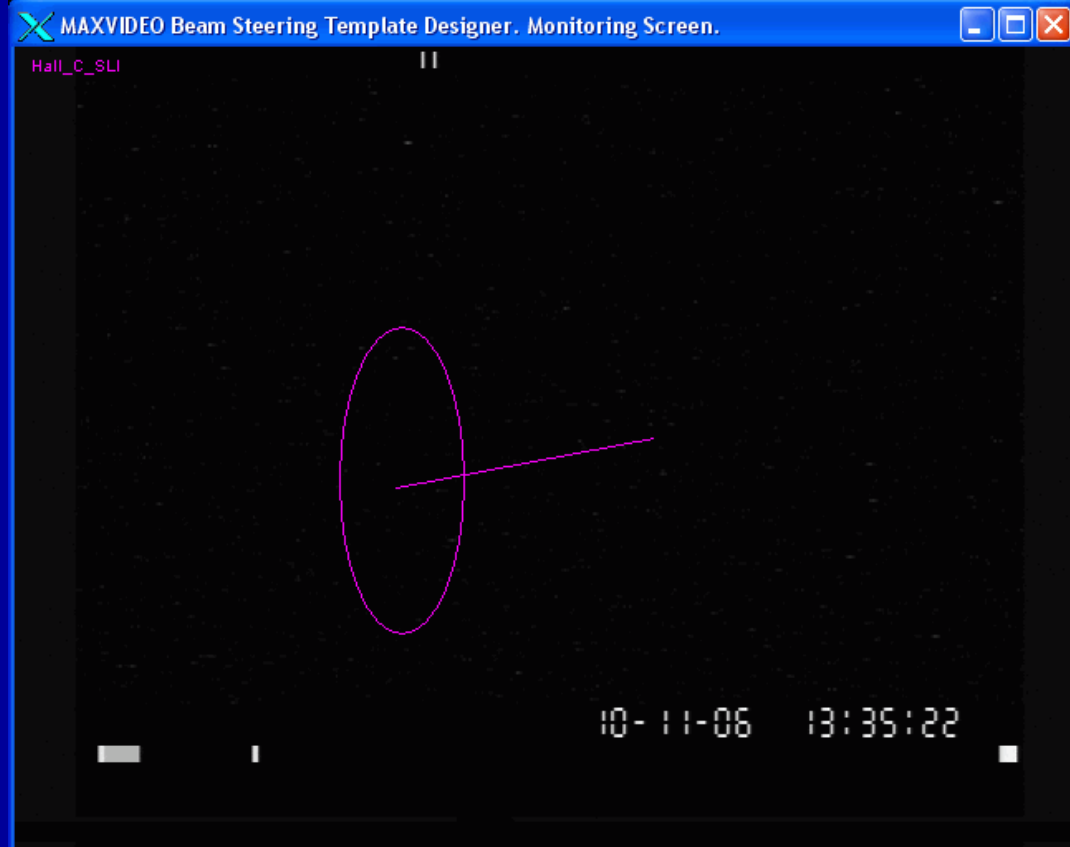 MAXVIDEO Beam Steering Template Designer. Monitoring Screen.
Hall_C_SLI
10-11-06 13:35:22